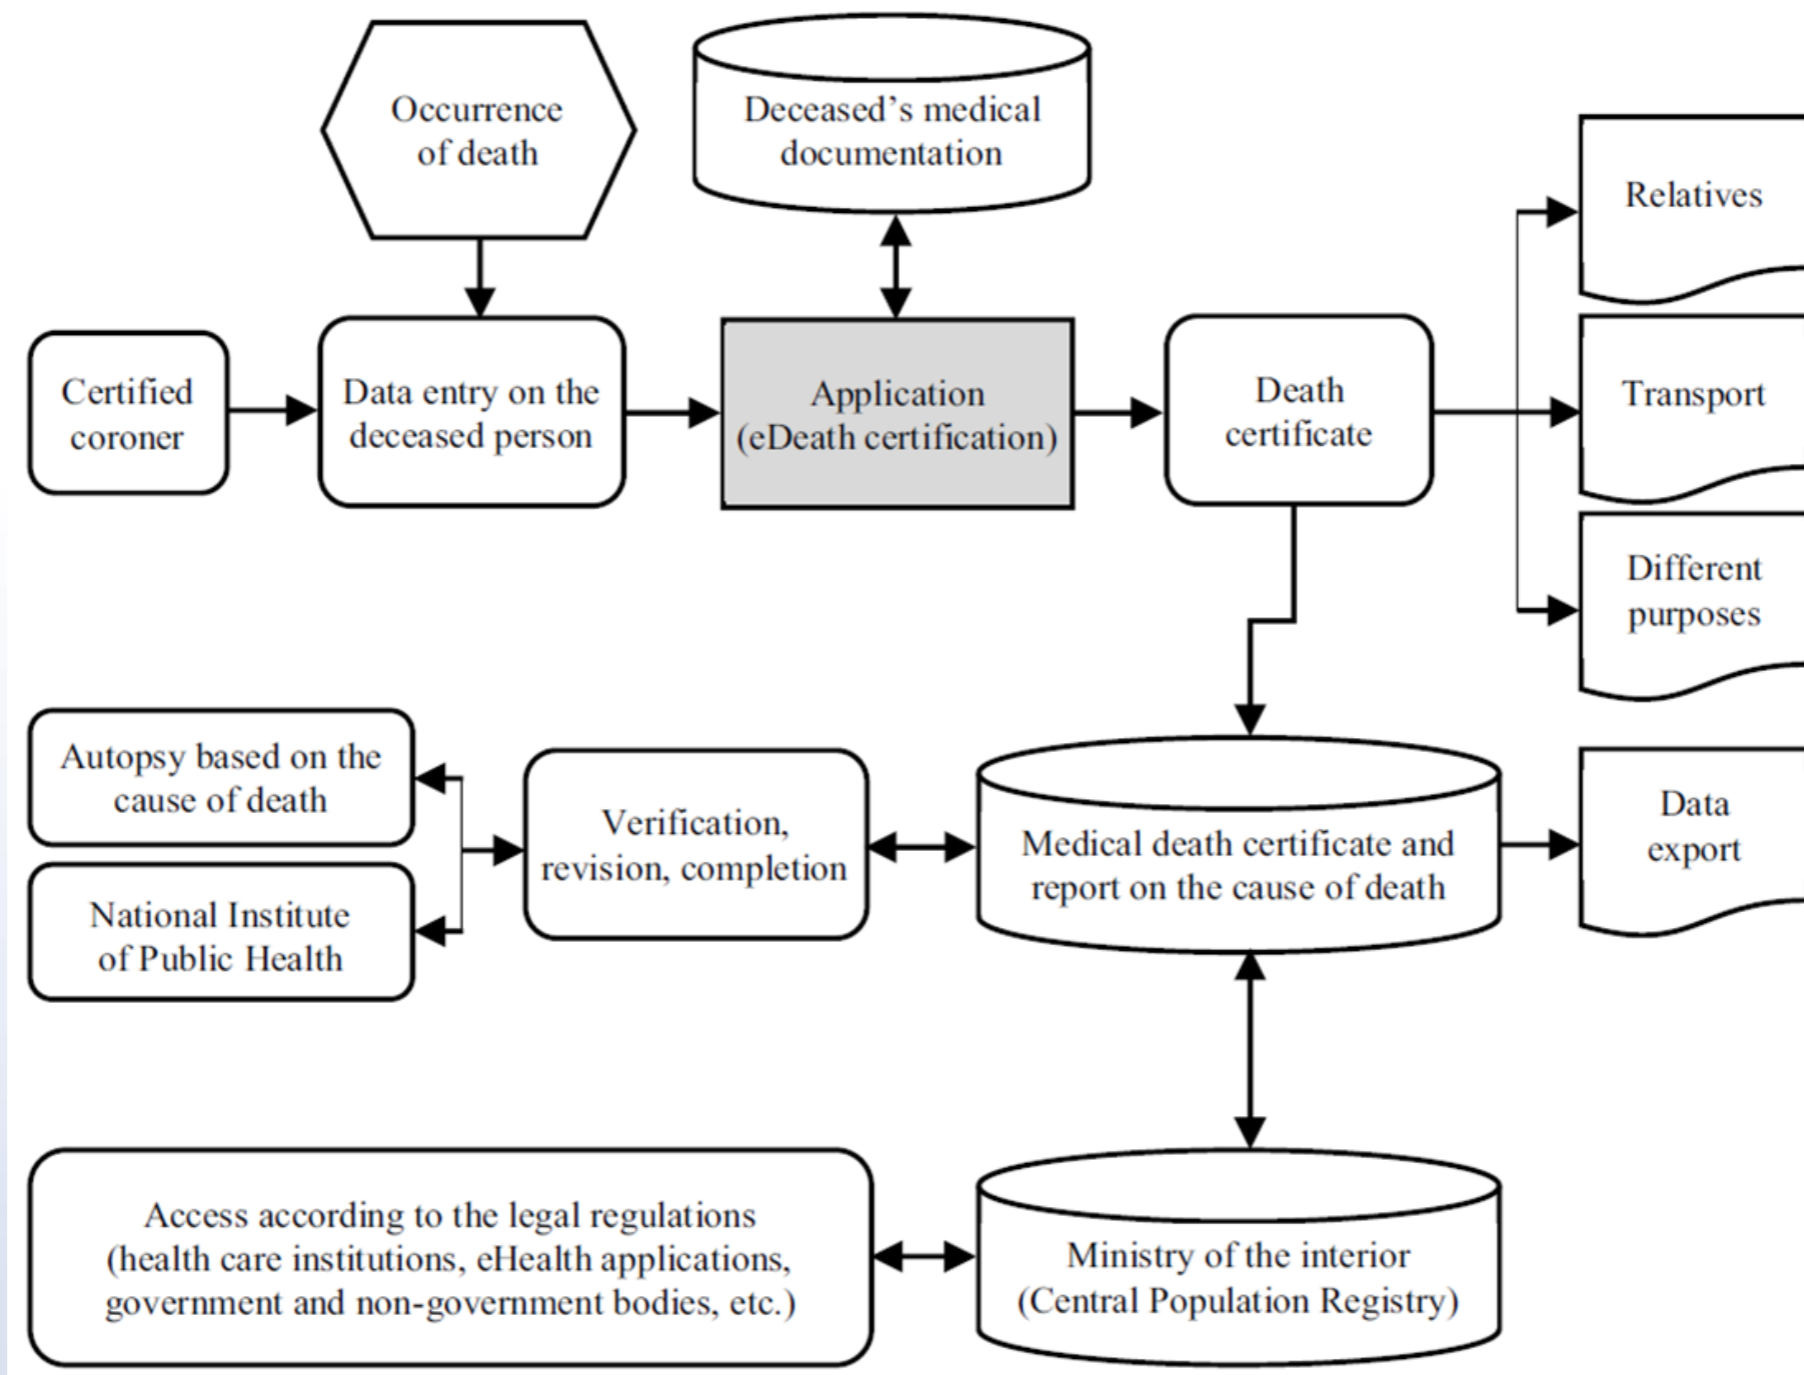 Occurrence
of death
Deceased's medical
documentation
Relatives
Certified
coroner
Data entry on the
deceased person
Application
(eDeath certification)
Death
certificate
Transport
Different
purposes
Autopsy based on the
cause of death
National Institute
of Public Health
Verification,
revision, completion
Medical death certificate and
report on the cause of death
Data
export
Access according to the legal regulations
(health care institutions, eHealth applications,
government and non-government bodies, etc.)
Ministry of the interior
(Central Population Registry)